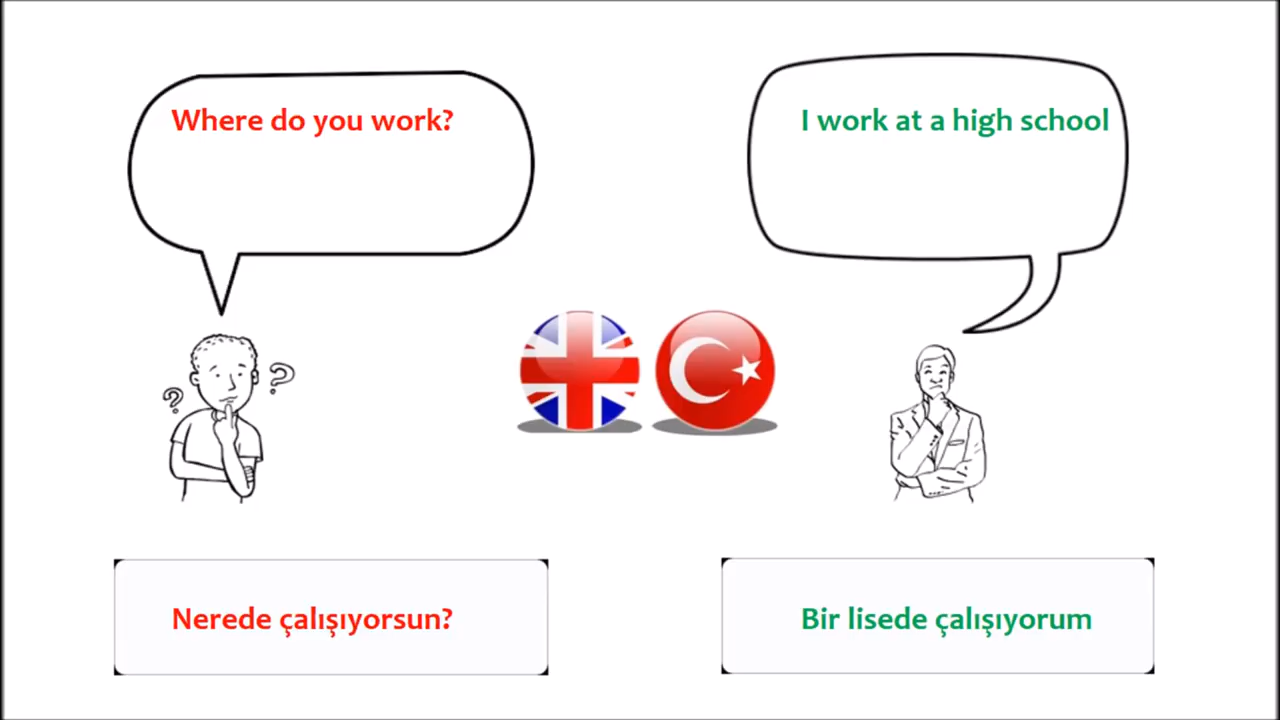 Where do you work?
I work at a high school
Nerede çalışıyorsun?
Bir lisede çalışıyorum